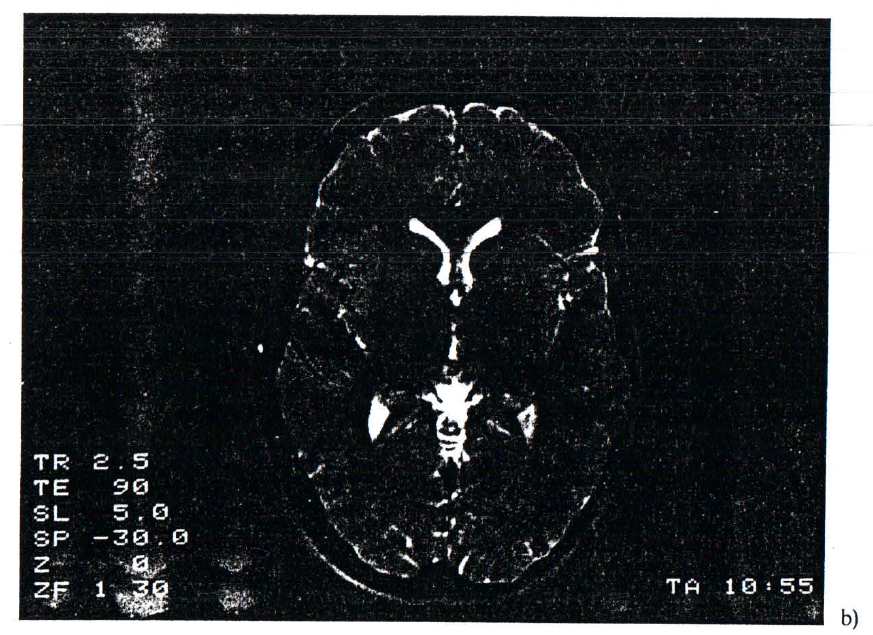 TR 2.5
TE 90
SL 5.0
SP -30.0
Z 0
ZF 1 30
TA 10:55
b)